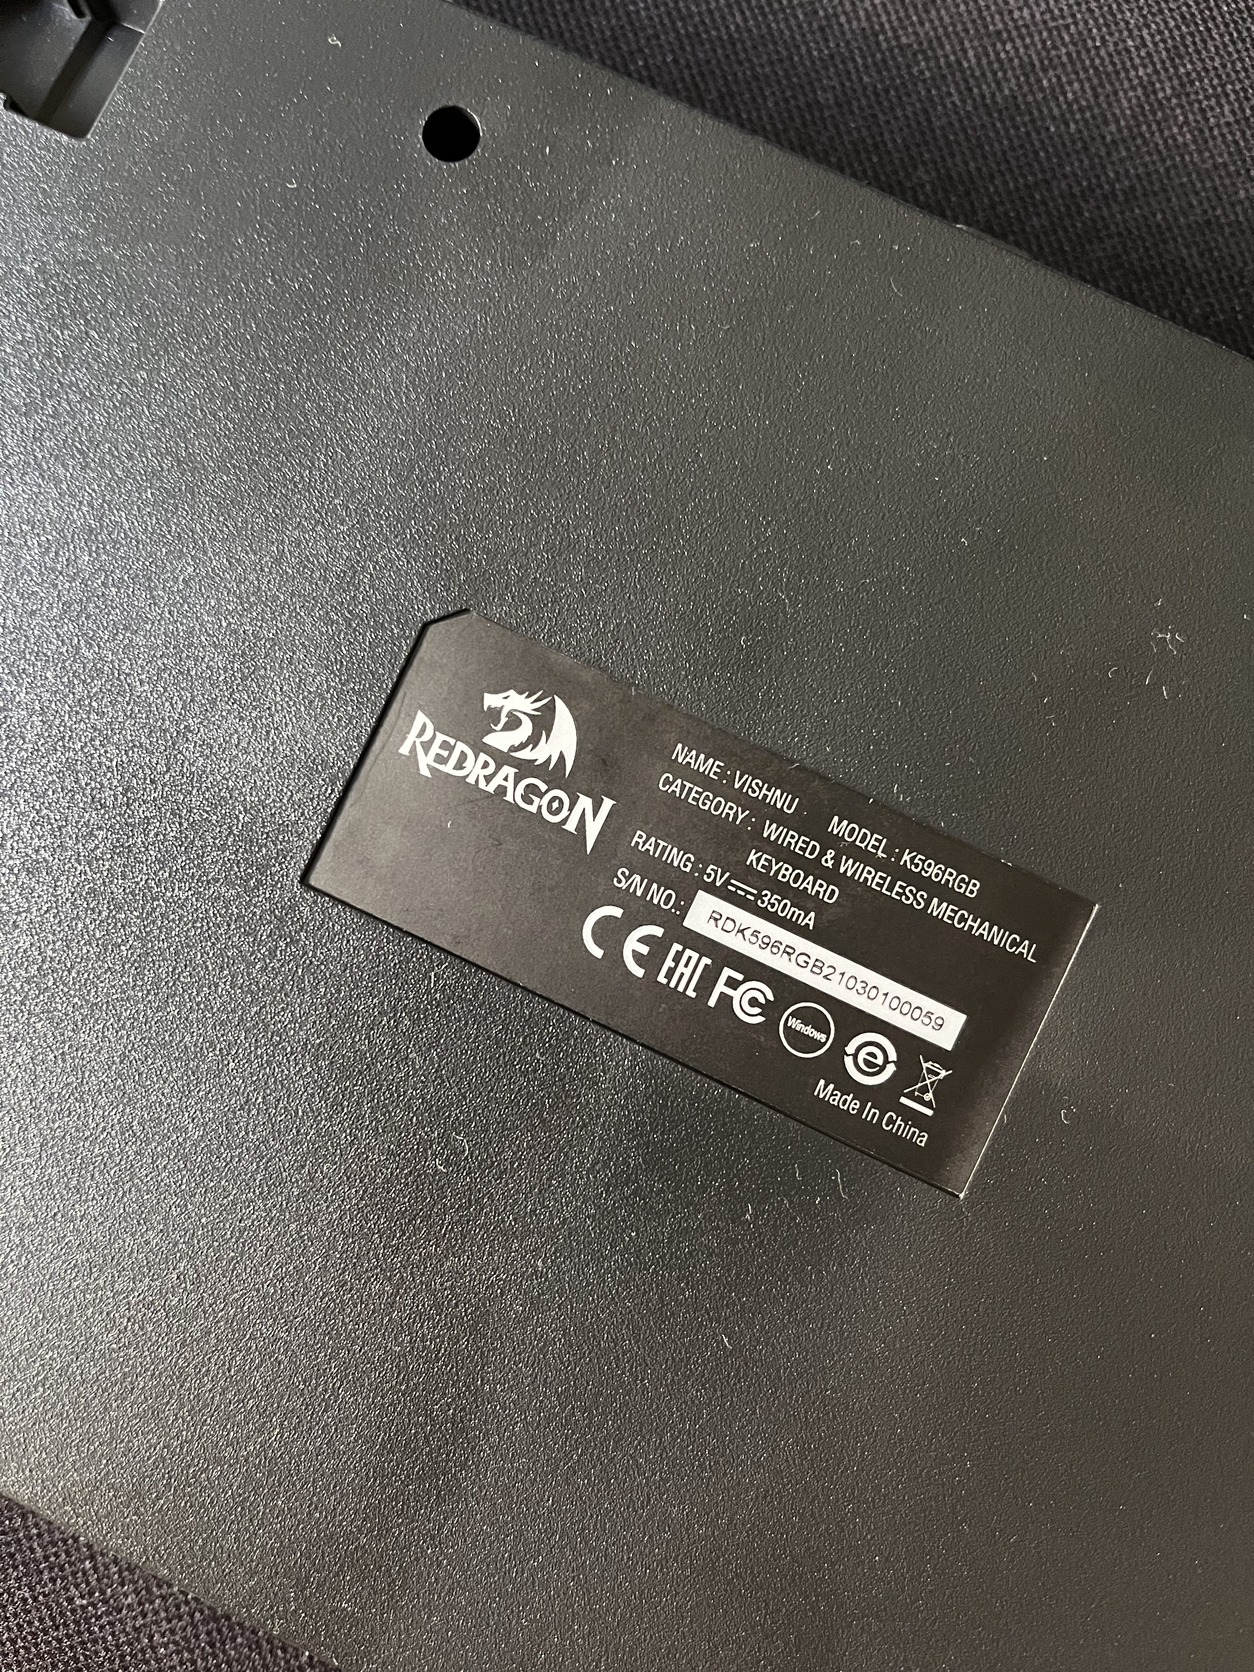 REDRAGON
NAME : VISHNU MODEL : K596RGB
CATEGORY : WIRED & WIRELESS MECHANICAL
KEYBOARD
RATING : 5V⎓350mA
S/N NO.: RDK596RGB21030100059
CE EAC FC Windows e
Made In China